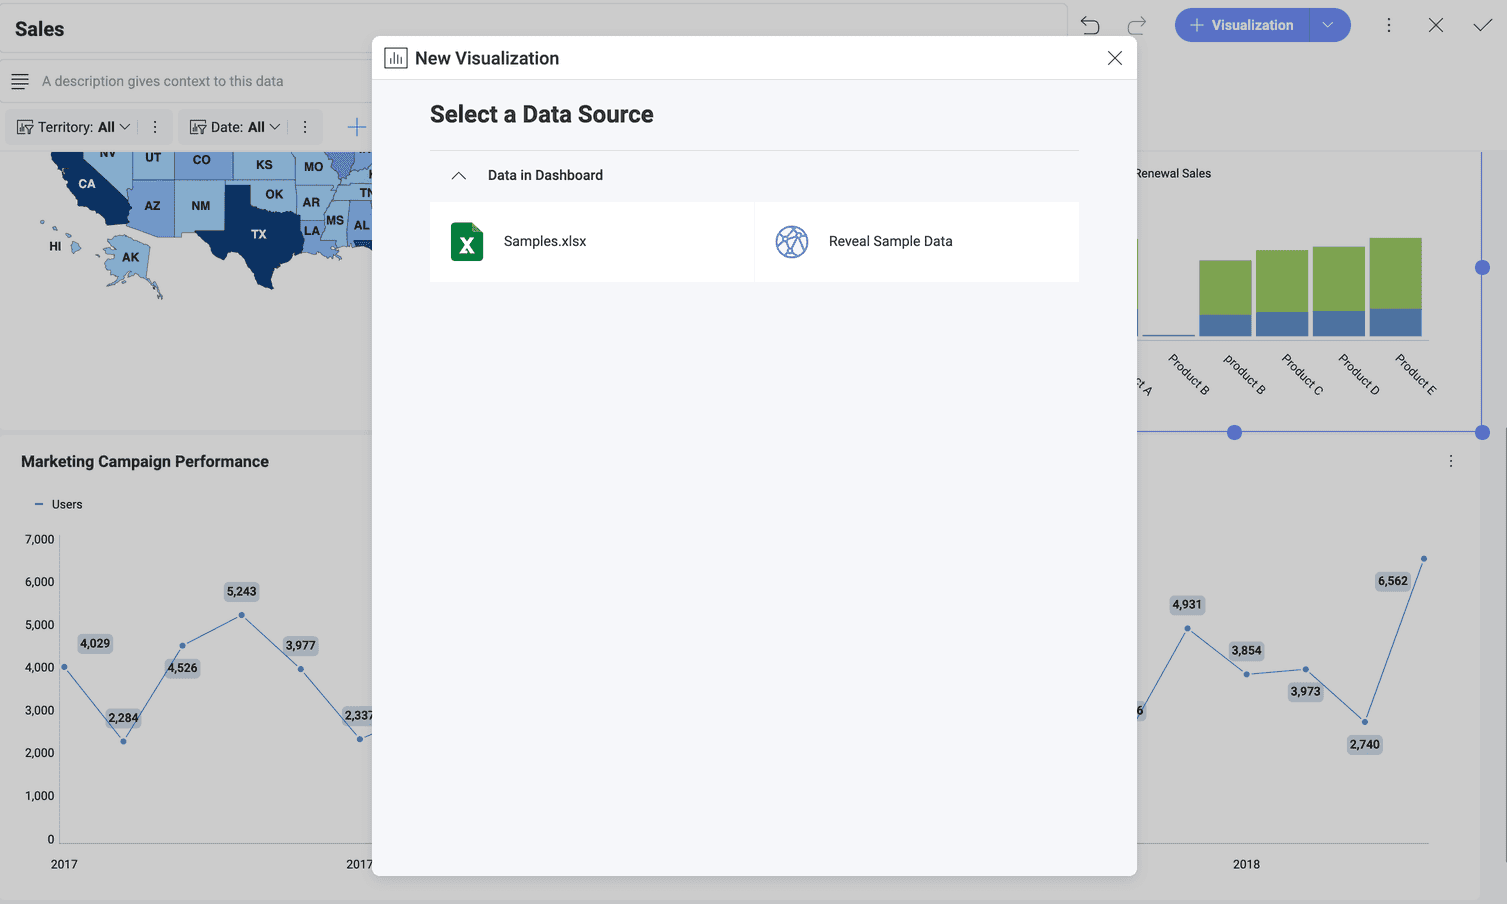 Sales
Visualization
New Visualization
A description gives context to this data
Select a Data Source
Territory: All
Date: All
Data in Dashboard
Samples.xlsx
Reveal Sample Data
NV
UT
CO
KS
MO
CA
AZ
NM
OK
AR
TN
TX
LA
MS
AL
HI
AK
Renewal Sales
ct A
Product B
product B
Product C
Product D
Product E
Marketing Campaign Performance
Users
7,000
6,000
5,000
4,000
3,000
2,000
1,000
0
4,029
2,284
4,526
5,243
3,977
2,337
6
4,931
3,854
3,973
2,740
6,562
2017
2017
2018